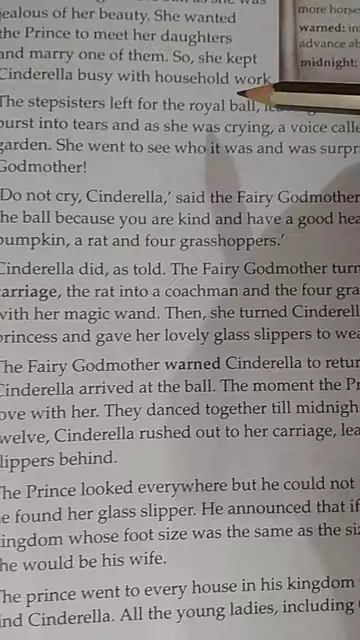 jealous of her beauty. She wanted
the Prince to meet her daughters
and marry one of them. So, she kept
Cinderella busy with household work
The stepsisters left for the royal ball,
burst into tears and as she was crying, a voice calle
garden. She went to see who it was and was surpr
Godmother!
Do not cry, Cinderella,' said the Fairy Godmother
he ball because you are kind and have a good hea
pumpkin, a rat and four grasshoppers.'
Cinderella did, as told. The Fairy Godmother turn
carriage, the rat into a coachman and the four gra
with her magic wand. Then, she turned Cinderell
princess and gave her lovely glass slippers to wea
The Fairy Godmother warned Cinderella to retur
Cinderella arrived at the ball. The moment the Pr
ove with her. They danced together till midnigh
welve, Cinderella rushed out to her carriage, lea
lippers behind.
The Prince looked everywhere but he could not
e found her glass slipper. He announced that if
ingdom whose foot size was the same as the si
he would be his wife.
The prince went to every house in his kingdom
ind Cinderella. All the young ladies, including
more horse
warned: in
advance ab
midnight: